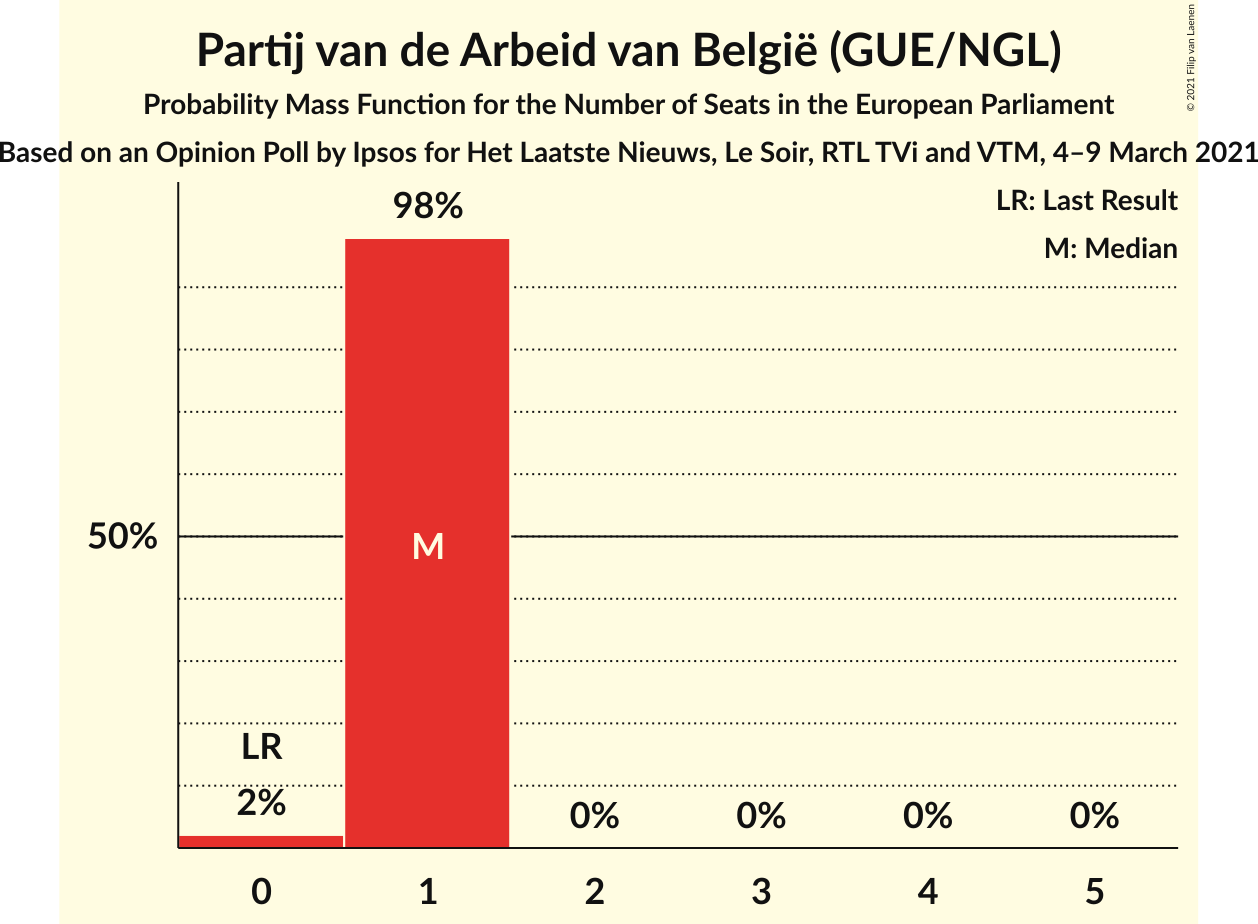 Partij van de Arbeid van België (GUE/NGL)
Probability Mass Function for the Number of Seats in the European Parliament
Based on an Opinion Poll by Ipsos for Het Laatste Nieuws, Le Soir, RTL TVi and VTM, 4–9 March 2021
© 2021 Filip van Laenen
LR: Last Result
M: Median
98%
50%
M
LR
2%
0%
0%
0%
0%
0
1
2
3
4
5